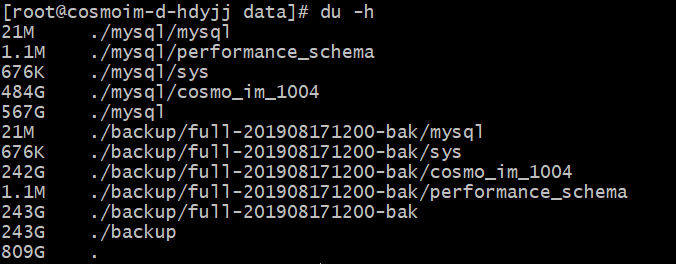 [root@cosmoim-d-hdyjj data]# du -h
21M     ./mysql/mysql
1.1M    ./mysql/performance_schema
676K    ./mysql/sys
484G    ./mysql/cosmo_im_1004
567G    ./mysql
21M     ./backup/full-201908171200-bak/mysql
676K    ./backup/full-201908171200-bak/sys
242G    ./backup/full-201908171200-bak/cosmo_im_1004
1.1M    ./backup/full-201908171200-bak/performance_schema
243G    ./backup/full-201908171200-bak
243G    ./backup
809G    .